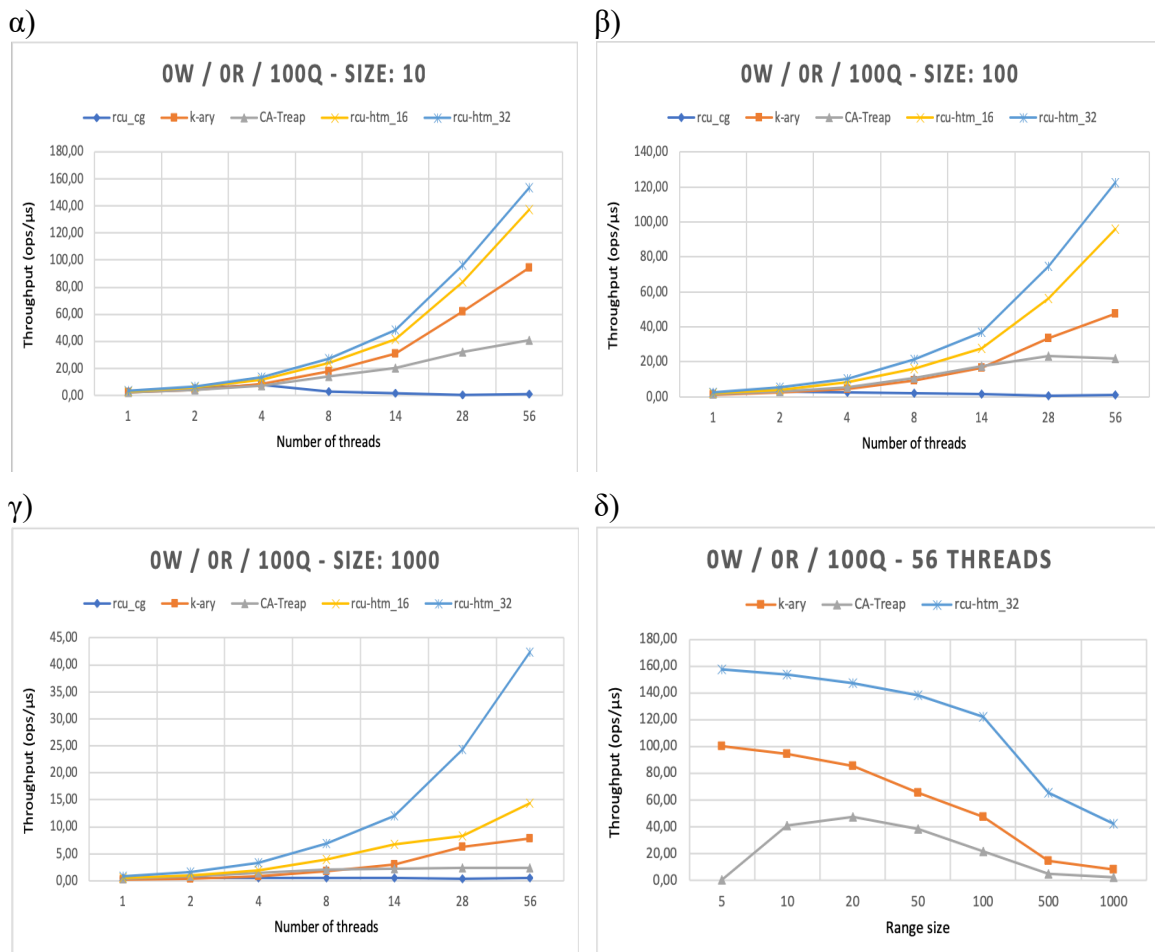 α)
0W / 0R / 100Q - SIZE: 10
rcu_cg k-ary CA-Treap rcu-htm_16 rcu-htm_32
Throughput (ops/μs)
180,00
160,00
140,00
120,00
100,00
80,00
60,00
40,00
20,00
0,00
1 2 4 8 14 28 56
Number of threads
β)
0W / 0R / 100Q - SIZE: 100
rcu_cg k-ary CA-Treap rcu-htm_16 rcu-htm_32
Throughput (ops/μs)
140,00
120,00
100,00
80,00
60,00
40,00
20,00
0,00
1 2 4 8 14 28 56
Number of threads
γ)
0W / 0R / 100Q - SIZE: 1000
rcu_cg k-ary CA-Treap rcu-htm_16 rcu-htm_32
Throughput (ops/μs)
45,00
40,00
35,00
30,00
25,00
20,00
15,00
10,00
5,00
0,00
1 2 4 8 14 28 56
Number of threads
δ)
0W / 0R / 100Q - 56 THREADS
k-ary CA-Treap rcu-htm_32
Throughput (ops/μs)
180,00
160,00
140,00
120,00
100,00
80,00
60,00
40,00
20,00
0,00
5 10 20 50 100 500 1000
Range size